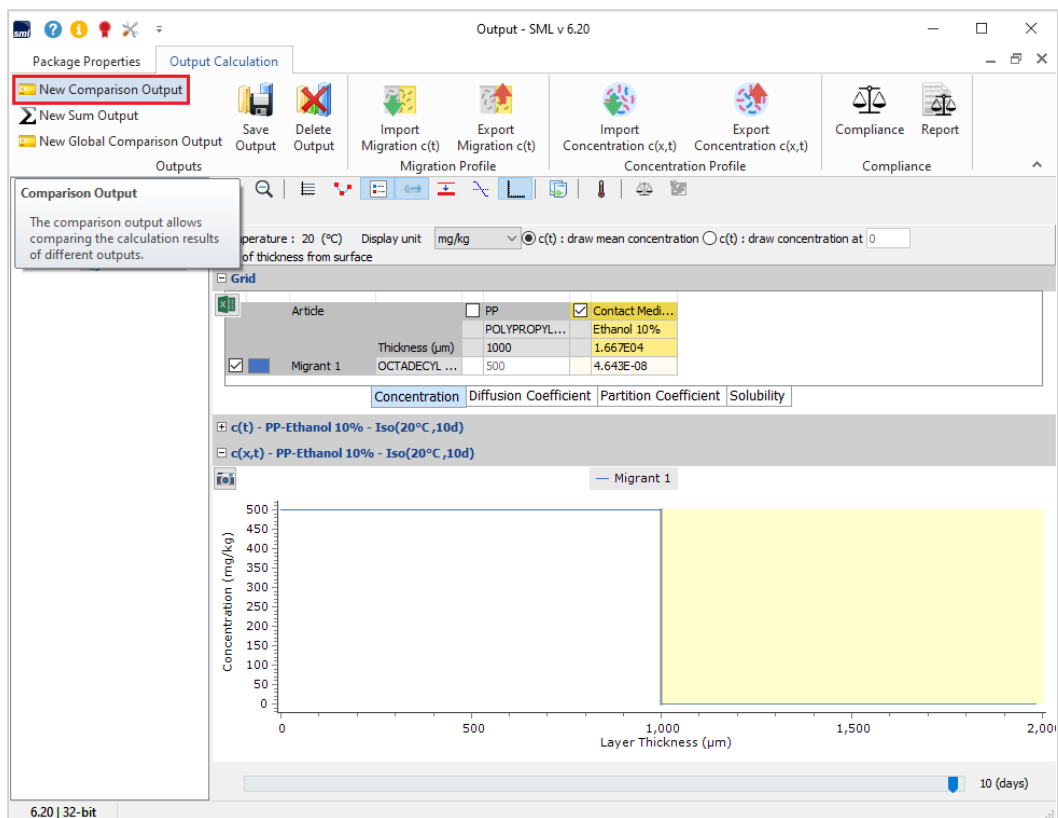 sml
Output - SML v 6.20
Package Properties
Output Calculation
New Comparison Output
New Sum Output
New Global Comparison Output
Outputs
Save Output
Delete Output
Import Migration c(t)
Export Migration c(t)
Migration Profile
Import Concentration c(x,t)
Export Concentration c(x,t)
Concentration Profile
Compliance
Report
Compliance
Comparison Output
The comparison output allows
comparing the calculation results
of different outputs.
perature : 20 (°C) Display unit mg/kg c(t) : draw mean concentration c(t) : draw concentration at 0
of thickness from surface
Grid
Article PP Contact Medi...
POLYPROPYL... Ethanol 10%
Thickness (µm) 1000 1.667E04
Migrant 1 OCTADECYL ... 500 4.643E-08
Concentration Diffusion Coefficient Partition Coefficient Solubility
c(t) - PP-Ethanol 10% - Iso(20°C,10d)
c(x,t) - PP-Ethanol 10% - Iso(20°C,10d)
Migrant 1
Concentration (mg/kg)
500
450
400
350
300
250
200
150
100
50
0
0 500 1,000 1,500 2,00
Layer Thickness (µm)
10 (days)
6.20 | 32-bit